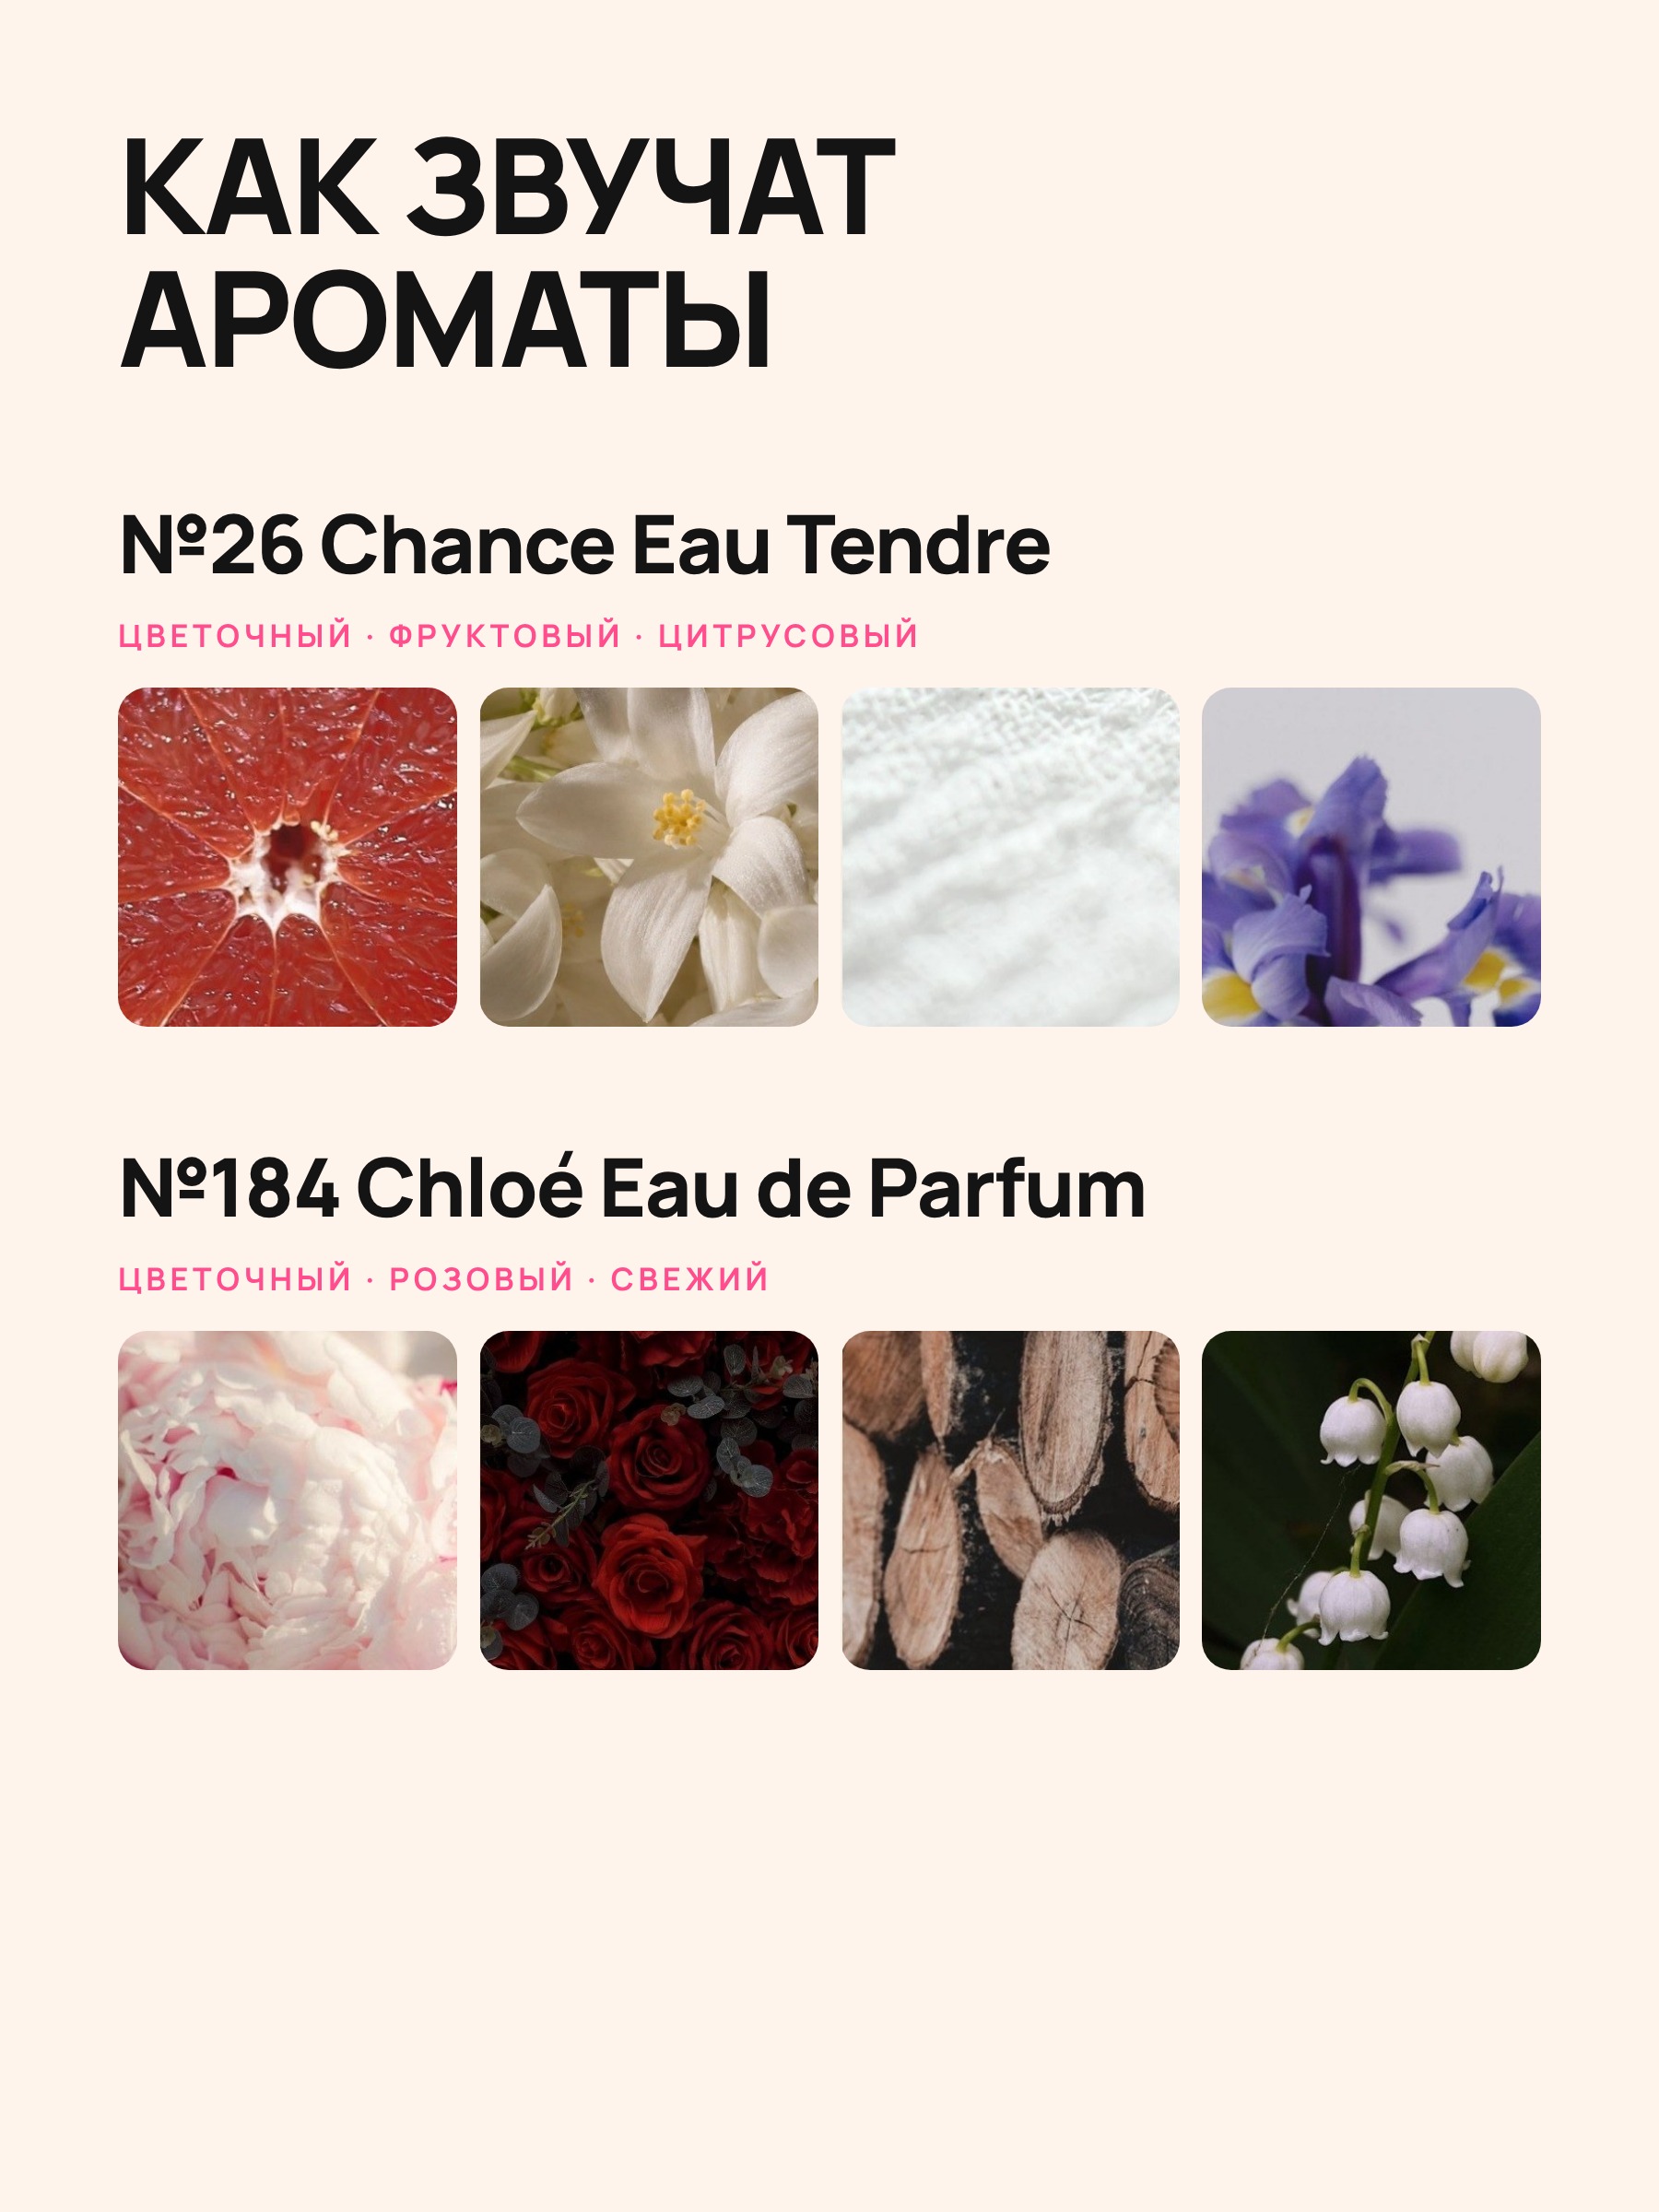 КАК ЗВУЧАТ
АРОМАТЫ
№26 Chance Eau Tendre
ЦВЕТОЧНЫЙ · ФРУКТОВЫЙ · ЦИТРУСОВЫЙ
№184 Chloé Eau de Parfum
ЦВЕТОЧНЫЙ · РОЗОВЫЙ · СВЕЖИЙ